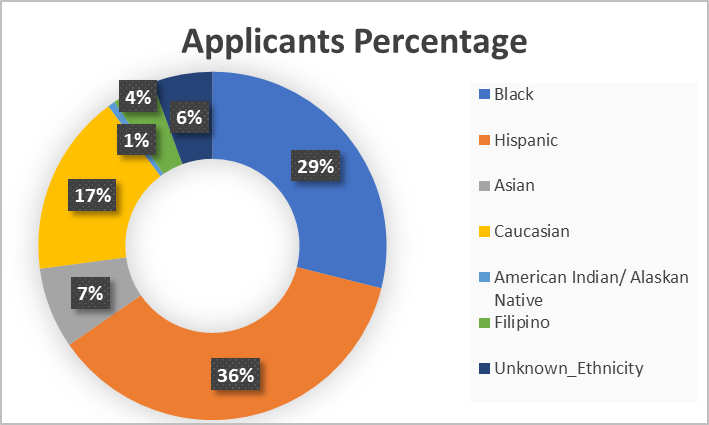 Applicants Percentage
4%
6%
1%
29%
17%
7%
36%
Black
Hispanic
Asian
Caucasian
American Indian/ Alaskan
Native
Filipino
Unknown_Ethnicity